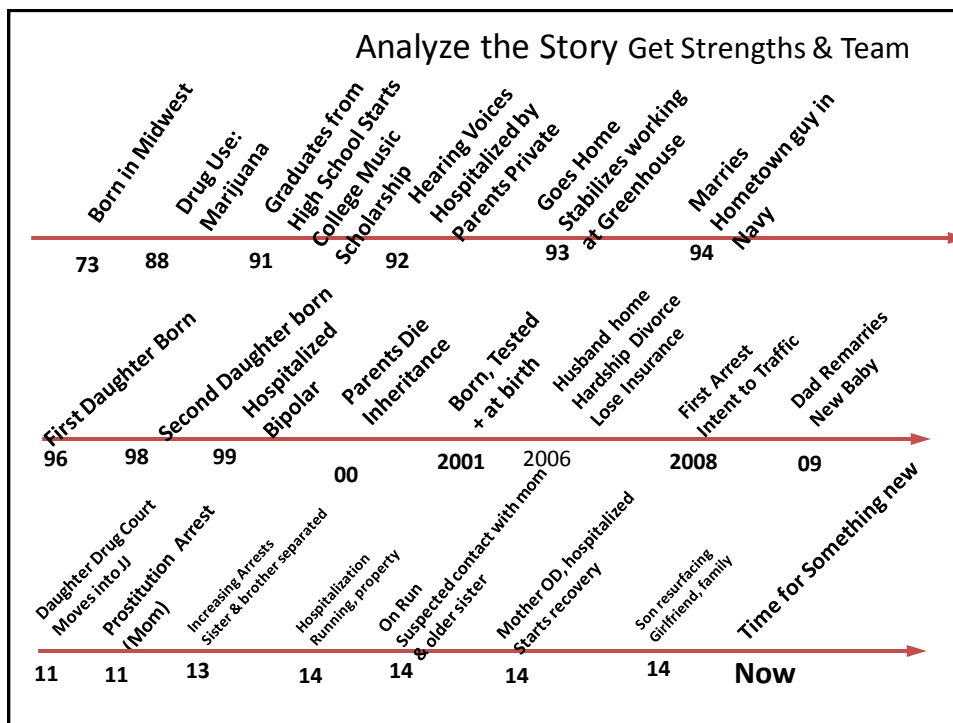 Analyze the Story Get Strengths & Team
Born in Midwest
Drug Use:
Marijuana
Graduates from
High School Starts
College Music
Scholarship
Hearing Voices
Hospitalized by
Parents Private
Goes Home
Stabilizes working
at Greenhouse
Marries
Hometown guy in
Navy
73
88
91
92
93
94
First Daughter Born
Second Daughter born
Hospitalized
Bipolar
Parents Die
Inheritance
Born, Tested
+ at birth
Husband home
Hardship Divorce
Lose Insurance
First Arrest
Intent to Traffic
Dad Remarries
New Baby
96
98
99
00
2001
2006
2008
09
Daughter Drug Court
Moves into JJ
Prostitution Arrest
(Mom)
Increasing Arrests
Sister & brother separated
Hospitalization
Running, property
On Run
Suspected contact with mom
& older sister
Mother OD, hospitalized
Starts recovery
Son resurfacing
Girlfriend, family
Time for Something new
11
11
13
14
14
14
14
Now